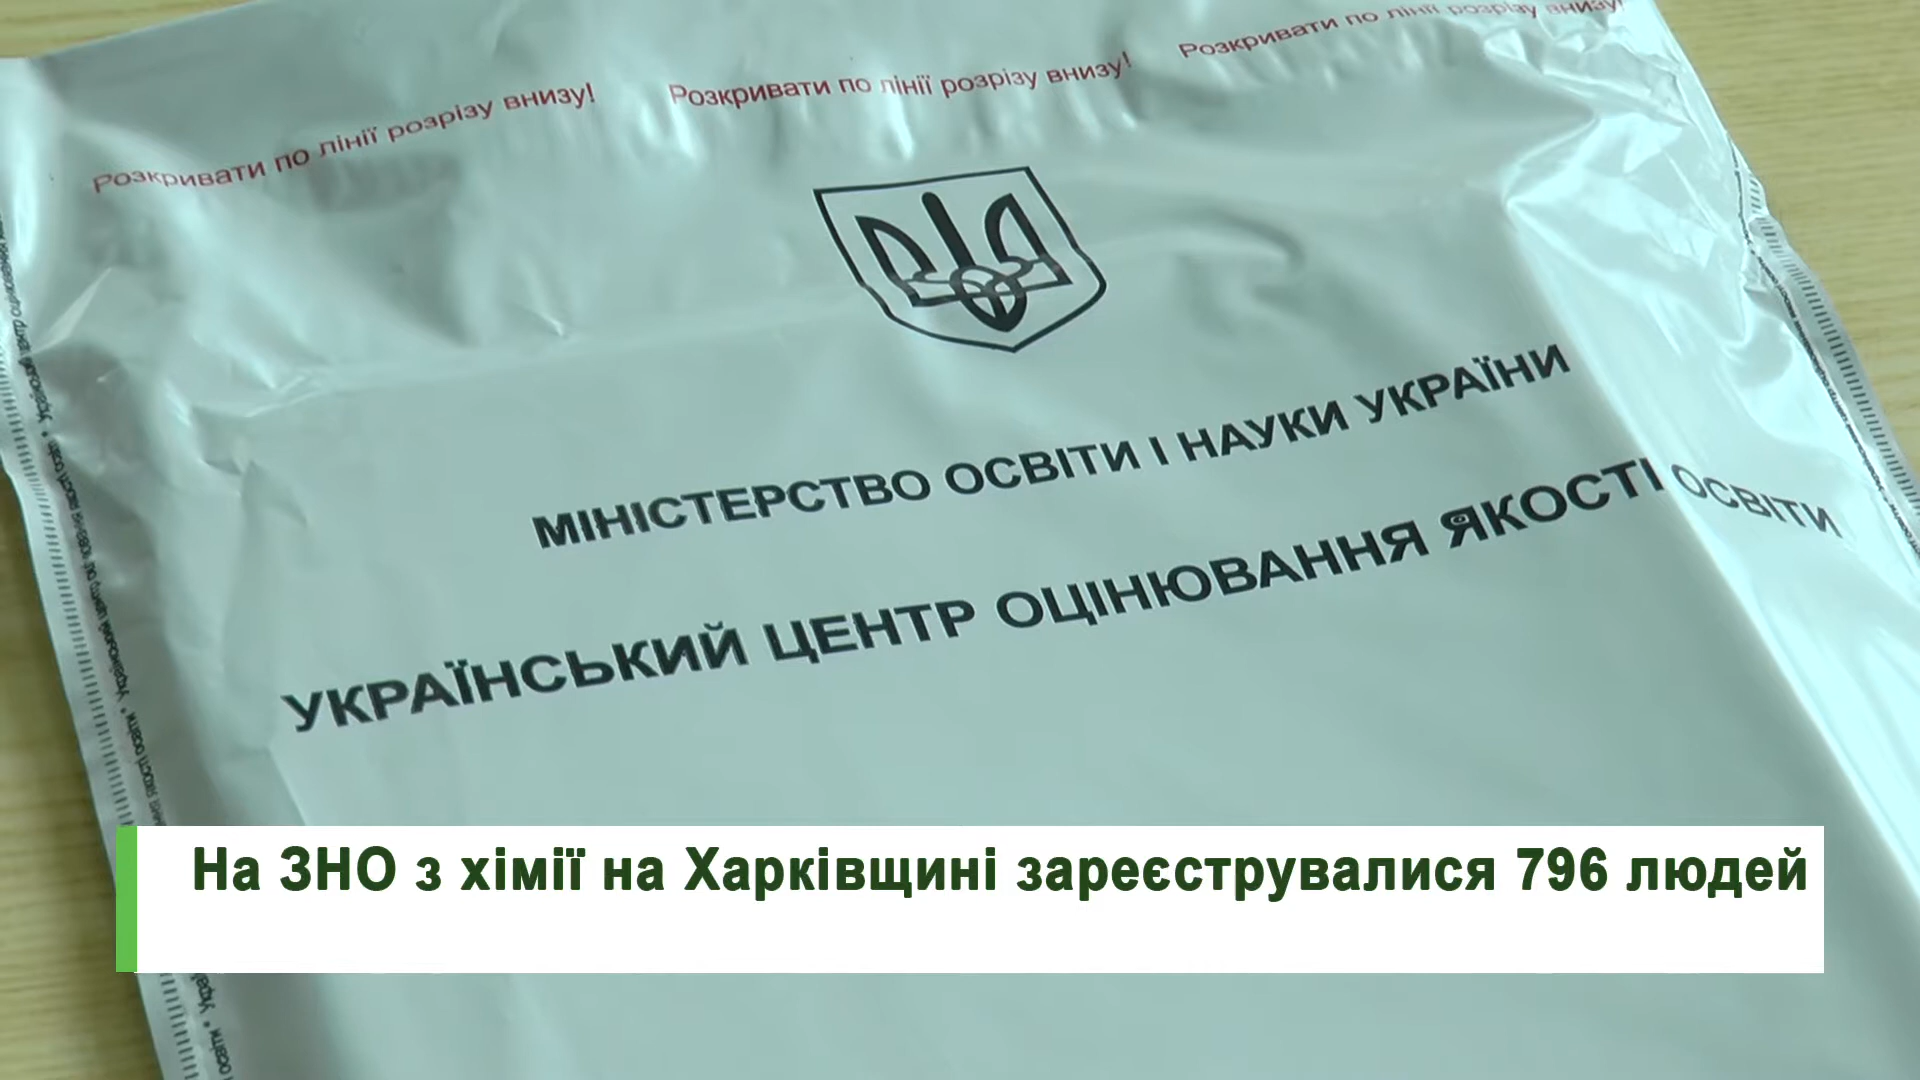 Розкривати по лінії розрізу внизу! Розкривати по лінії розрізу внизу! Розкривати по лінії розрізу внизу!
МІНІСТЕРСТВО ОСВІТИ І НАУКИ УКРАЇНИ
УКРАЇНСЬКИЙ ЦЕНТР ОЦІНЮВАННЯ ЯКОСТІ ОСВІТИ
На ЗНО з хімії на Харківщині зареєструвалися 796 людей